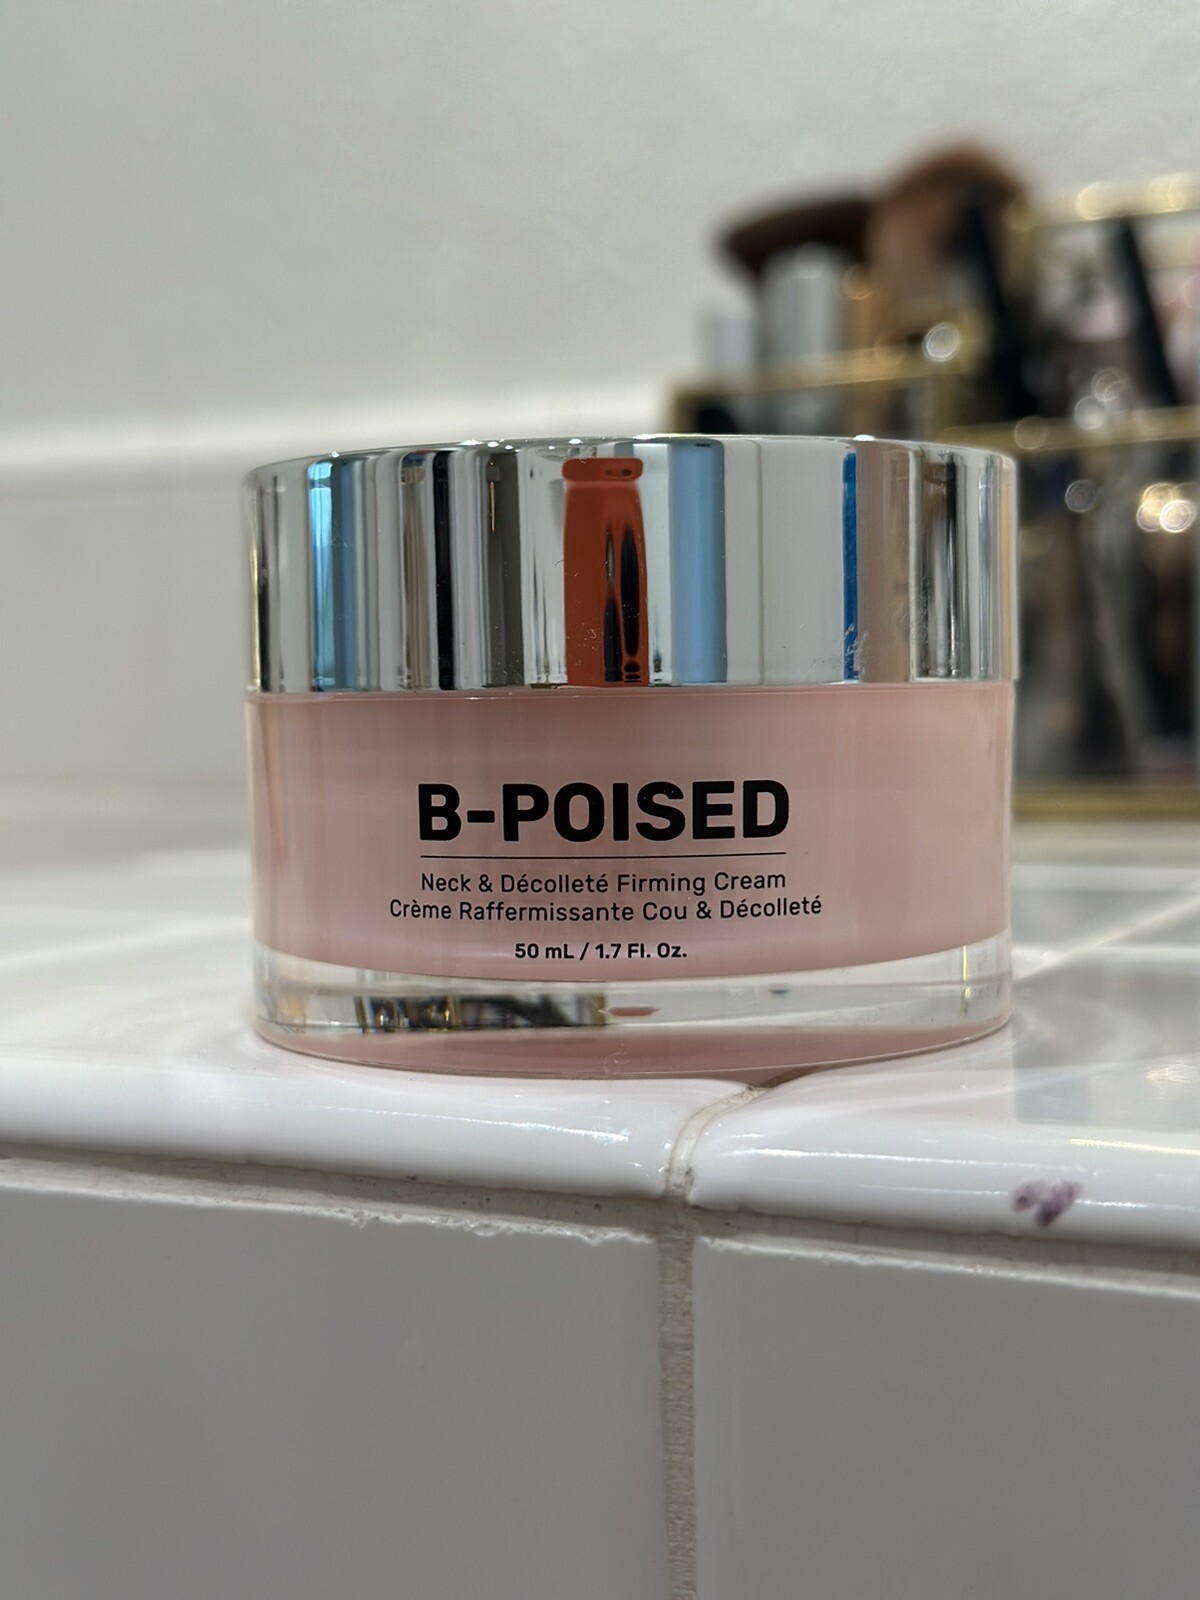 B-POISED
Neck & Décolleté Firming Cream
Crème Raffermissante Cou & Décolleté
50 mL / 1.7 Fl. Oz.